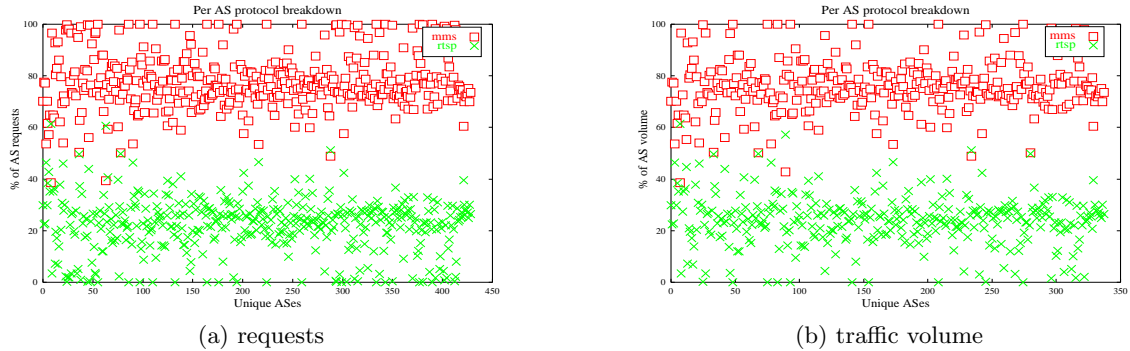 Per AS protocol breakdown
% of AS requests
100
80
60
40
20
0
mms
rtsp
0 50 100 150 200 250 300 350 400 450
Unique ASes
(a) requests
Per AS protocol breakdown
% of AS volume
100
80
60
40
20
0
mms
rtsp
0 50 100 150 200 250 300 350
Unique ASes
(b) traffic volume